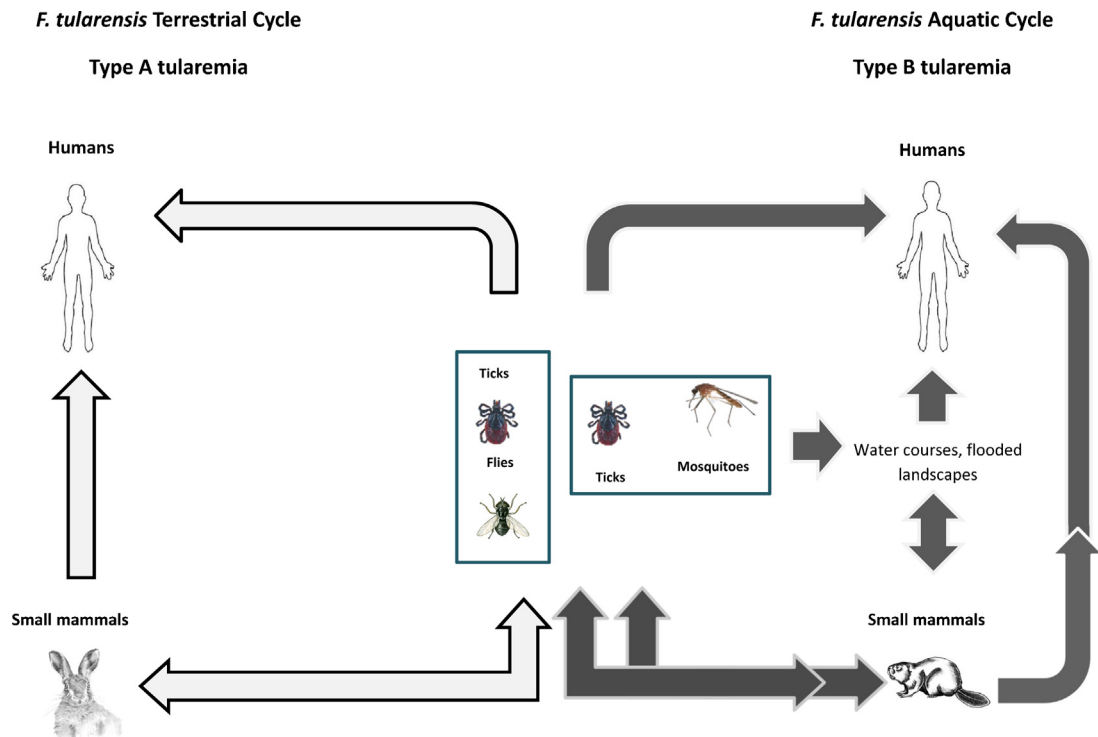 F. tularensis Terrestrial Cycle
Type A tularemia
F. tularensis Aquatic Cycle
Type B tularemia
Humans
Humans
Ticks
Flies
Ticks
Mosquitoes
Water courses, flooded
landscapes
Small mammals
Small mammals